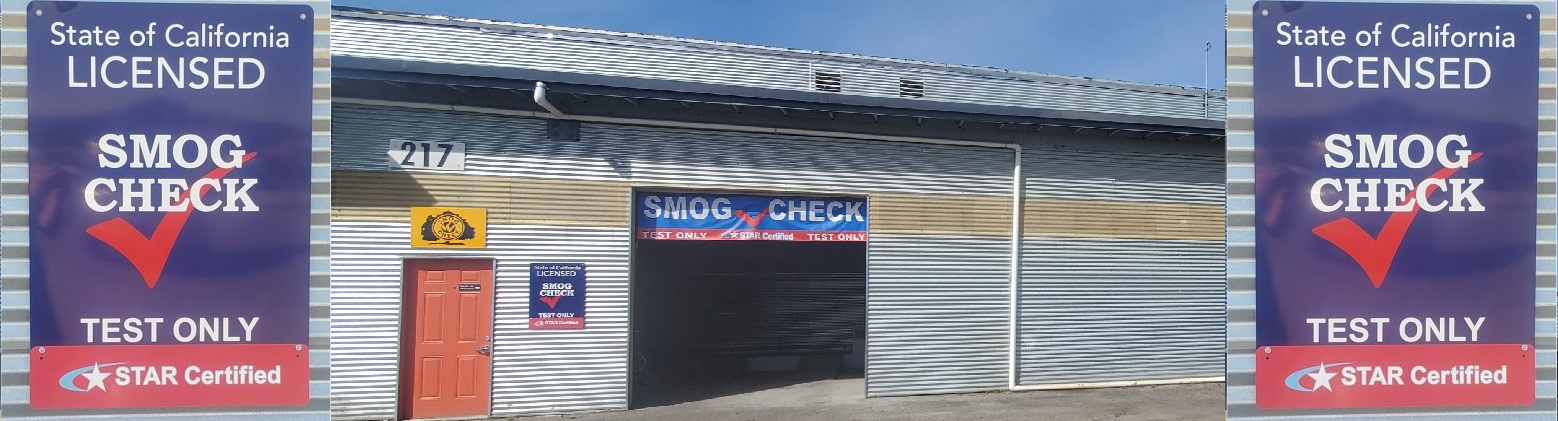 State of California
LICENSED
SMOG
CHECK
TEST ONLY
STAR Certified
217
SMOG CHECK
TEST ONLY STAR Certified TEST ONLY
SMOG
CHECK
State of California
LICENSED
SMOG
CHECK
TEST ONLY
STAR Certified
State of California
LICENSED
SMOG
CHECK
TEST ONLY
STAR Certified